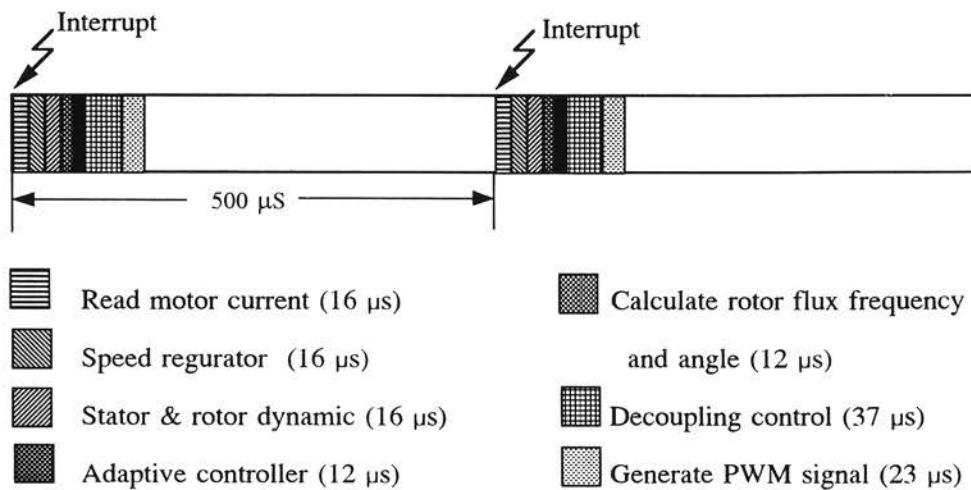 Interrupt
Interrupt
500 µS
Read motor current (16 µs)
Speed regurator (16 µs)
Stator & rotor dynamic (16 µs)
Adaptive controller (12 µs)
Calculate rotor flux frequency
and angle (12 µs)
Decoupling control (37 µs)
Generate PWM signal (23 µs)